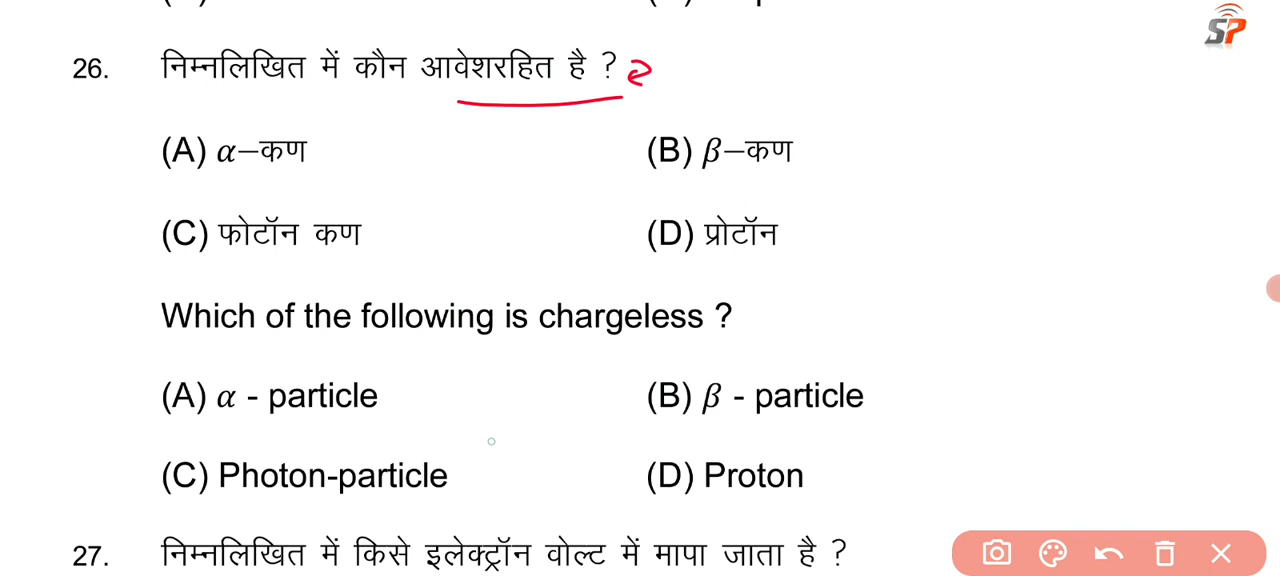 SP
26. निम्नलिखित में कौन आवेशरहित है ?
(A) α–कण (B) β–कण
(C) फोटॉन कण (D) प्रोटॉन
Which of the following is chargeless ?
(A) α - particle (B) β - particle
(C) Photon-particle (D) Proton
27. निम्नलिखित में किसे इलेक्ट्रॉन वोल्ट में मापा जाता है ?